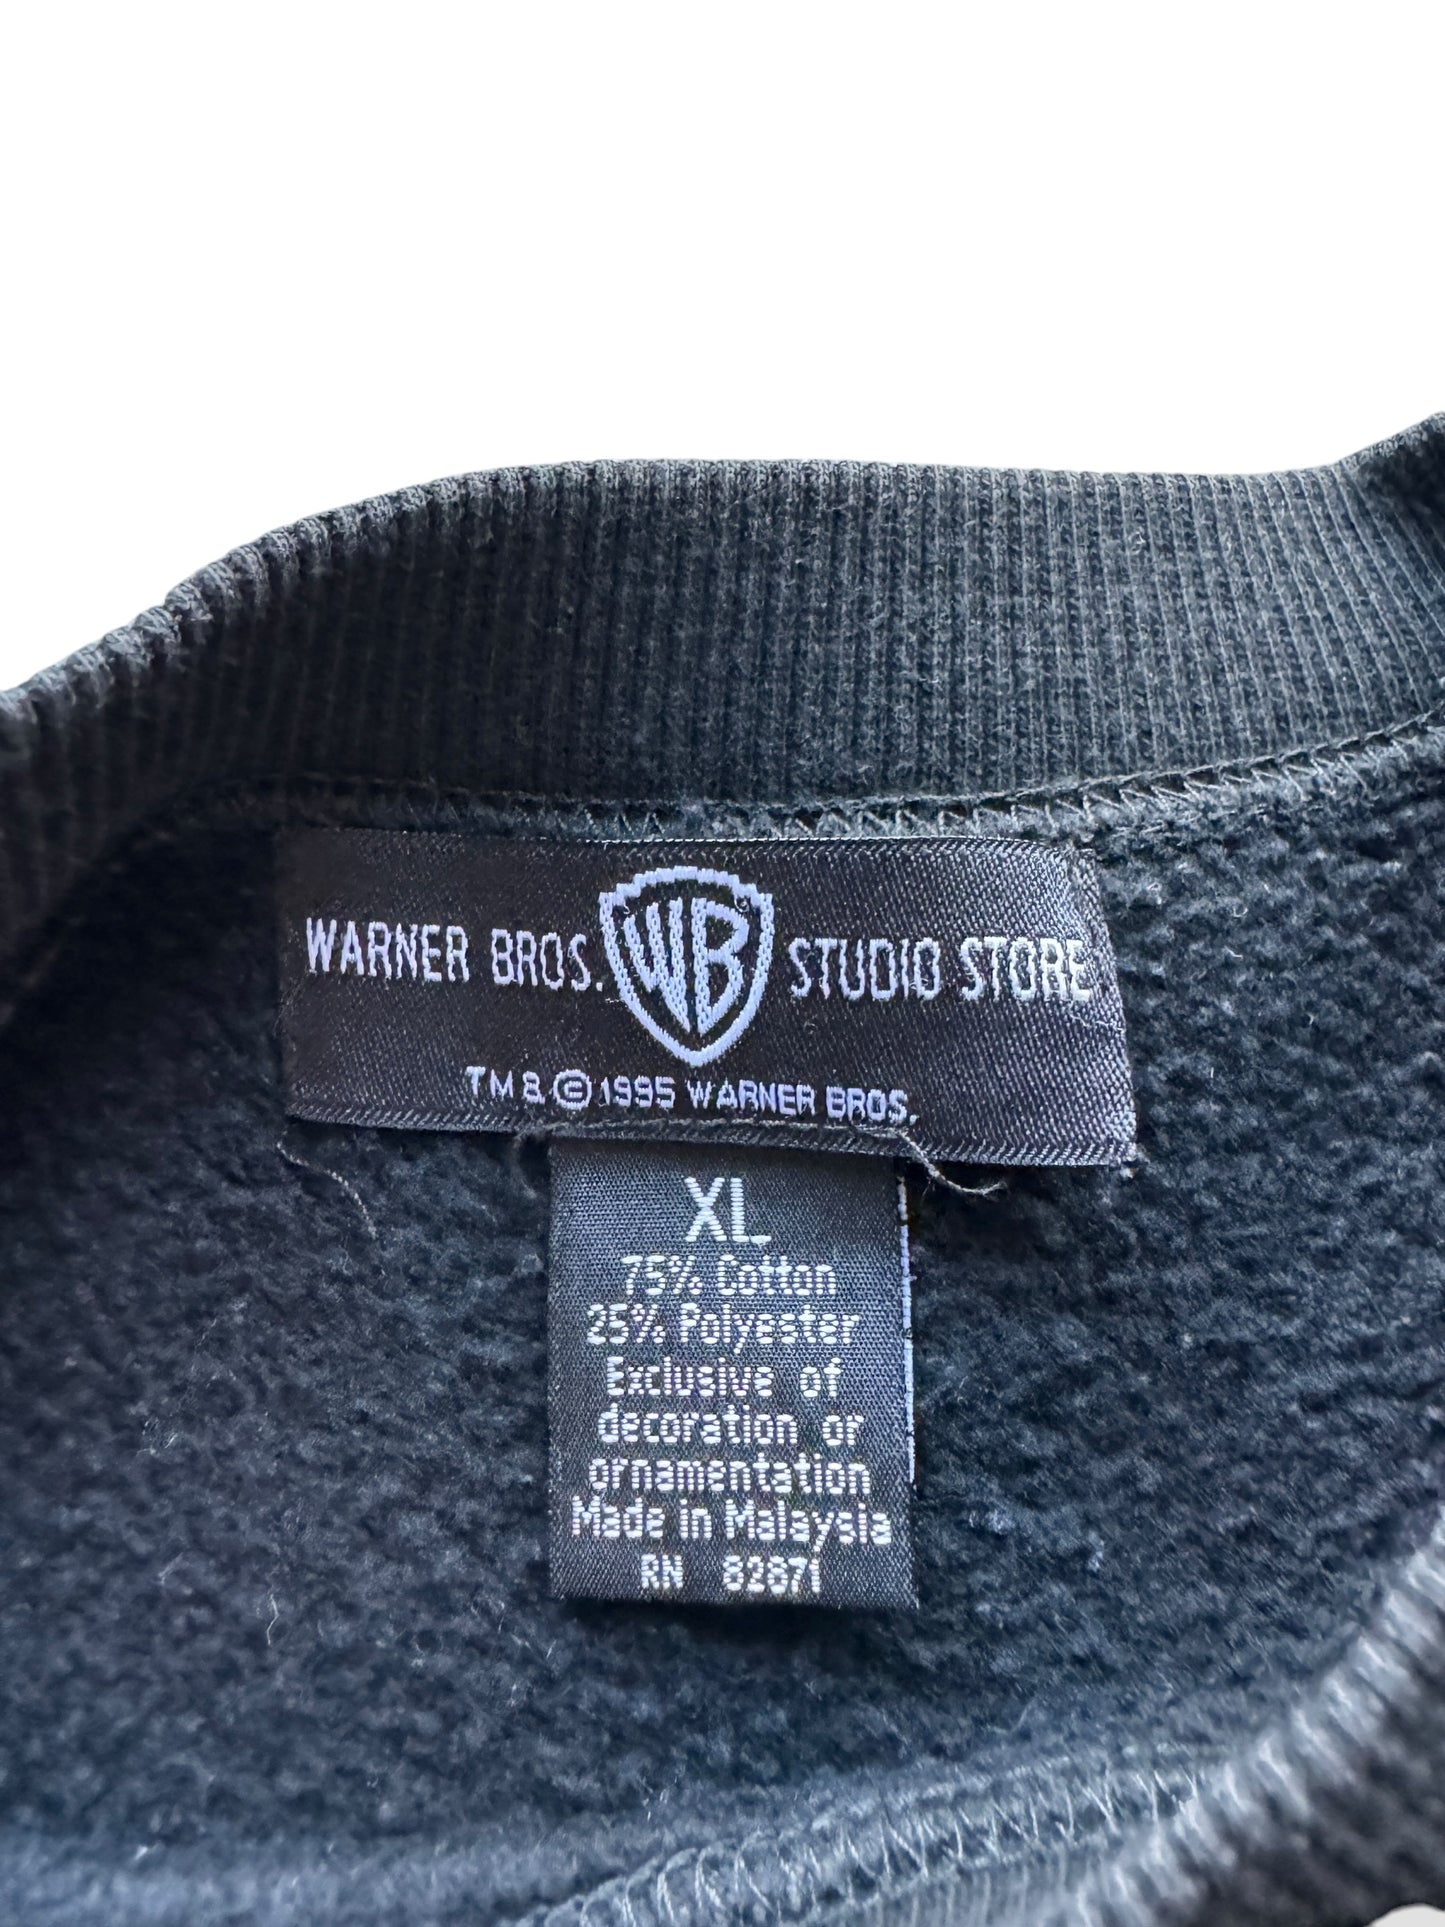 WARNER BROS. WB STUDIO STORE
TM & © 1995 WARNER BROS.
XL
75% Cotton
25% Polyester
Exclusive of
decoration or
ornamentation
Made in Malaysia
RN 82871